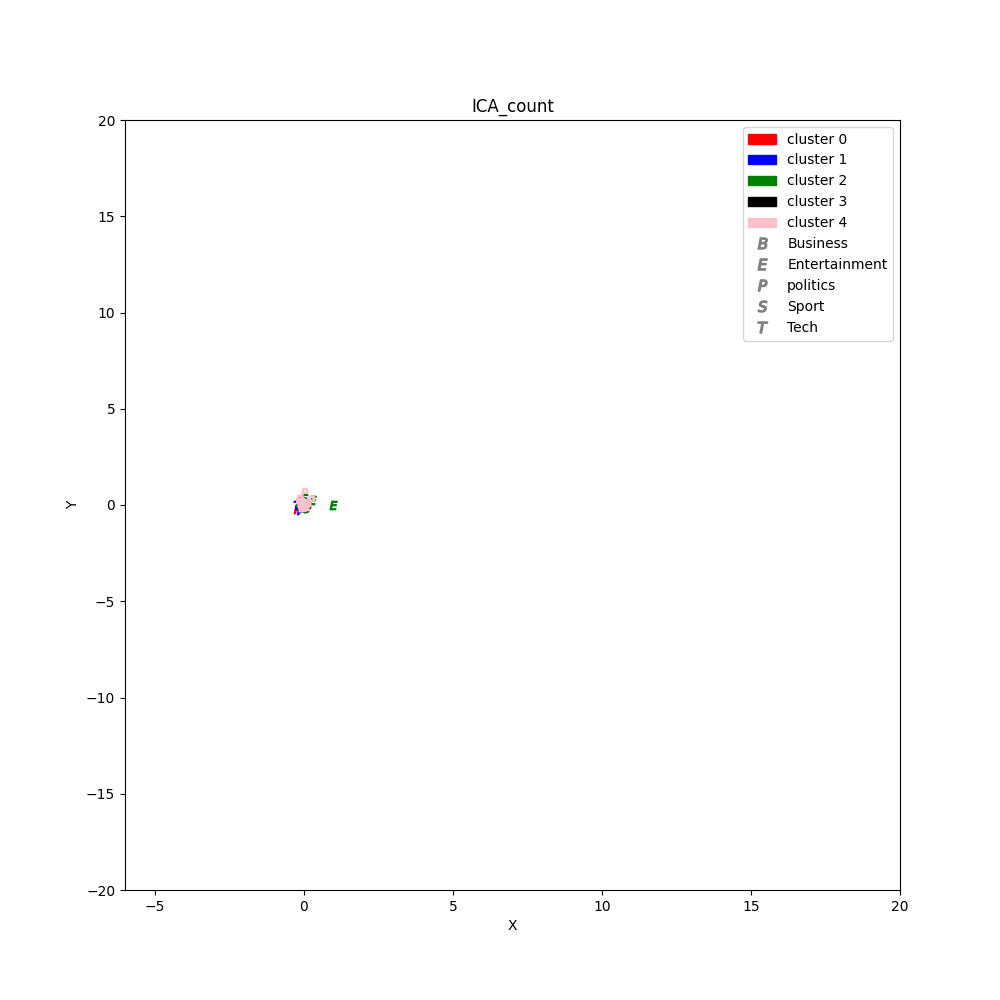 ICA_count
20
15
10
5
0
−5
−10
−15
−20
Y
cluster 0
cluster 1
cluster 2
cluster 3
cluster 4
B Business
E Entertainment
P politics
S Sport
T Tech
E
−5 0 5 10 15 20
X